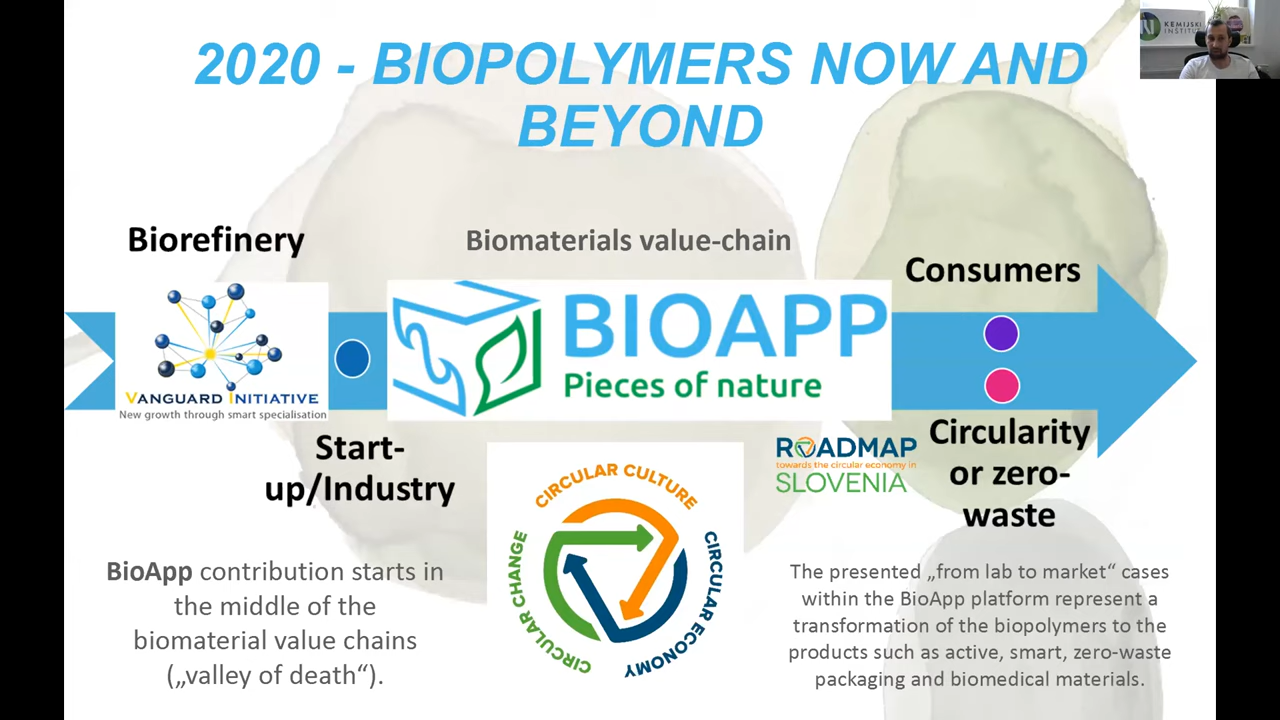 2020 - BIOPOLYMERS NOW AND
BEYOND
KEMIJSKI
INSTITUT
Biorefinery
Biomaterials value-chain
Consumers
VANGUARD INITIATIVE
New growth through smart specialisation
BIOAPP
Pieces of nature
Start-
up/Industry
ROADMAP
towards the circular economy in
SLOVENIA
Circularity
or zero-
waste
CIRCULAR CULTURE
CIRCULAR CHANGE
CIRCULAR ECONOMY
BioApp contribution starts in
the middle of the
biomaterial value chains
(„valley of death“).
The presented „from lab to market“ cases
within the BioApp platform represent a
transformation of the biopolymers to the
products such as active, smart, zero-waste
packaging and biomedical materials.